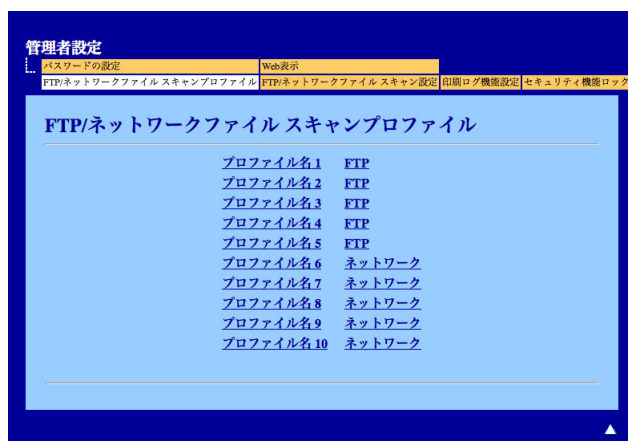 管理者設定
パスワードの設定 Web表示
FTP/ネットワークファイル スキャンプロファイル FTP/ネットワークファイル スキャン設定 印刷ログ機能設定 セキュリティ機能ロック
FTP/ネットワークファイル スキャンプロファイル
プロファイル名 1 FTP
プロファイル名 2 FTP
プロファイル名 3 FTP
プロファイル名 4 FTP
プロファイル名 5 FTP
プロファイル名 6 ネットワーク
プロファイル名 7 ネットワーク
プロファイル名 8 ネットワーク
プロファイル名 9 ネットワーク
プロファイル名 10 ネットワーク